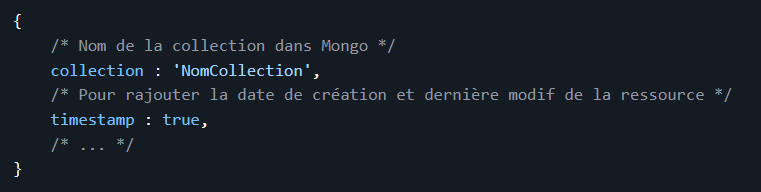 {
/* Nom de la collection dans Mongo */
collection : 'NomCollection',
/* Pour rajouter la date de création et dernière modif de la ressource */
timestamp : true,
/* ... */
}